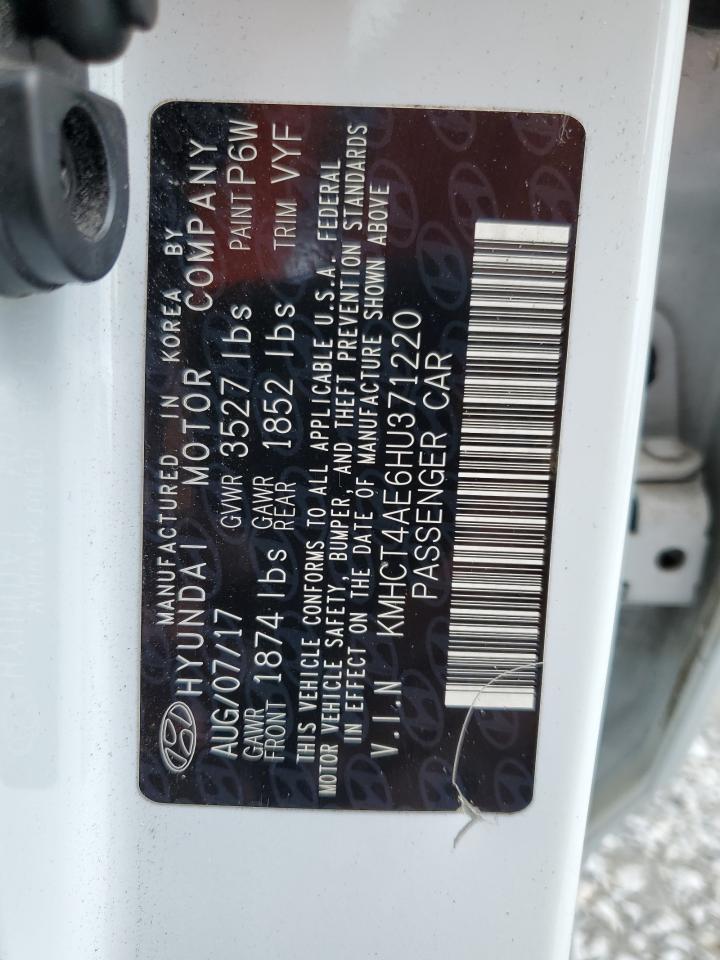 MANUFACTURED IN KOREA BY
HYUNDAI MOTOR COMPANY
AUG/07/17 GVWR 3527 lbs PAINT P6W
GAWR FRONT 1874 lbs GAWR REAR 1852 lbs TRIM VYF
THIS VEHICLE CONFORMS TO ALL APPLICABLE U.S.A. FEDERAL
MOTOR VEHICLE SAFETY, BUMPER, AND THEFT PREVENTION STANDARDS
IN EFFECT ON THE DATE OF MANUFACTURE SHOWN ABOVE
V.I.N KMHCT4AE6HU371220
PASSENGER CAR